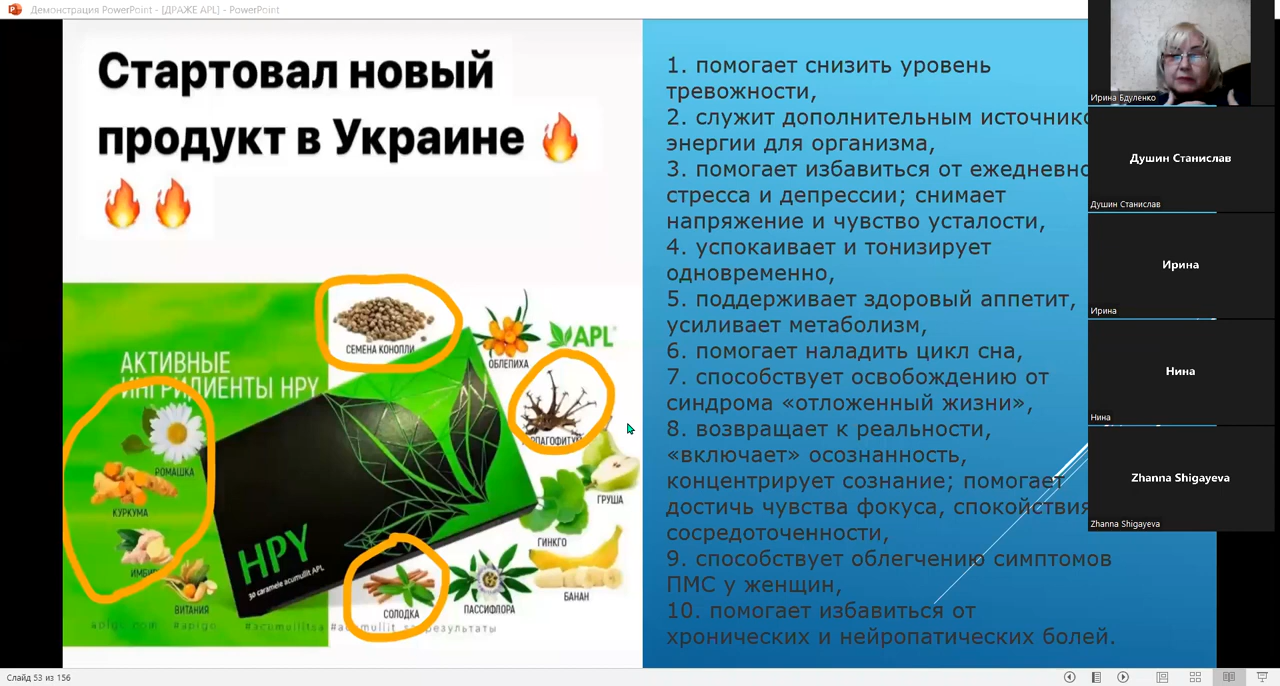 Демонстрация PowerPoint - [ДРАЖЕ APL] - PowerPoint
Стартовал новый
продукт в Украине
АКТИВНЫЕ
ИНГРИДИЕНТЫ HPY
СЕМЕНА КОНОПЛИ
ОБЛЕПИХА
APL
РОМАШКА
КУРКУМА
ВИТАНИЯ
ГРУША
ГИНКГО
БАНАН
ПАССИФЛОРА
СОЛОДКА
HPY
30 caramele acumullit APL
#aplgo
1. помогает снизить уровень
тревожности,
2. служит дополнительным
энергии для организма,
3. помогает избавиться от
стресса и депрессии; снимает
напряжение и чувство усталости,
4. успокаивает и тонизирует
одновременно,
5. поддерживает здоровый аппетит,
усиливает метаболизм,
6. помогает наладить цикл сна,
7. способствует освобождению от
синдрома «отложенный жизни»,
8. возвращает к реальности,
«включает» осознанность,
концентрирует сознание; помогает
достичь чувства фокуса, спокойствия
сосредоточенности,
9. способствует облегчению симптомов
ПМС у женщин,
10. помогает избавиться от
хронических и нейропатических болей.
Ирина Бдуленко
Душин Станислав
Душин Станислав
Ирина
Ирина
Нина
Нина
Zhanna Shigayeva
Zhanna Shigayeva
Слайд 53 из 156